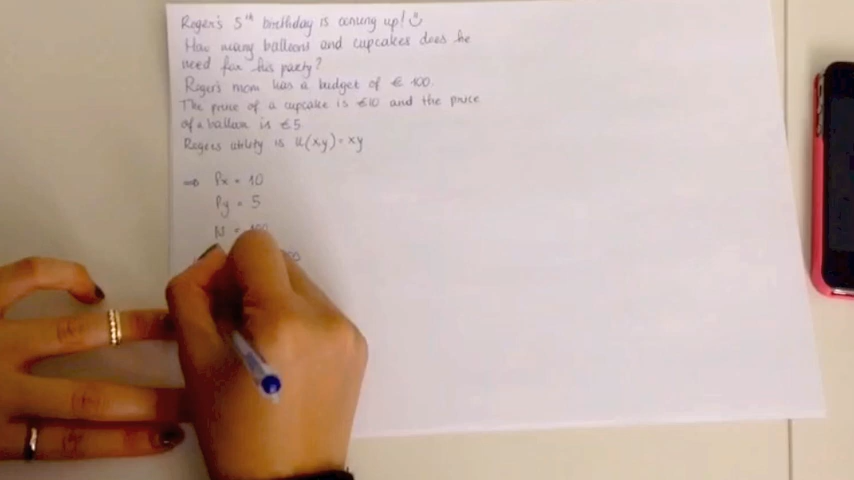 Roger's 5th birthday is coming up! ☺
How many balloons and cupcakes does he
need for his party?
Roger's mom has a budget of € 100.
The price of a cupcake is €10 and the price
of a balloon is €5
Rogers utility is U(xy)=xy
⇒ Px = 10
Py = 5
N = 100